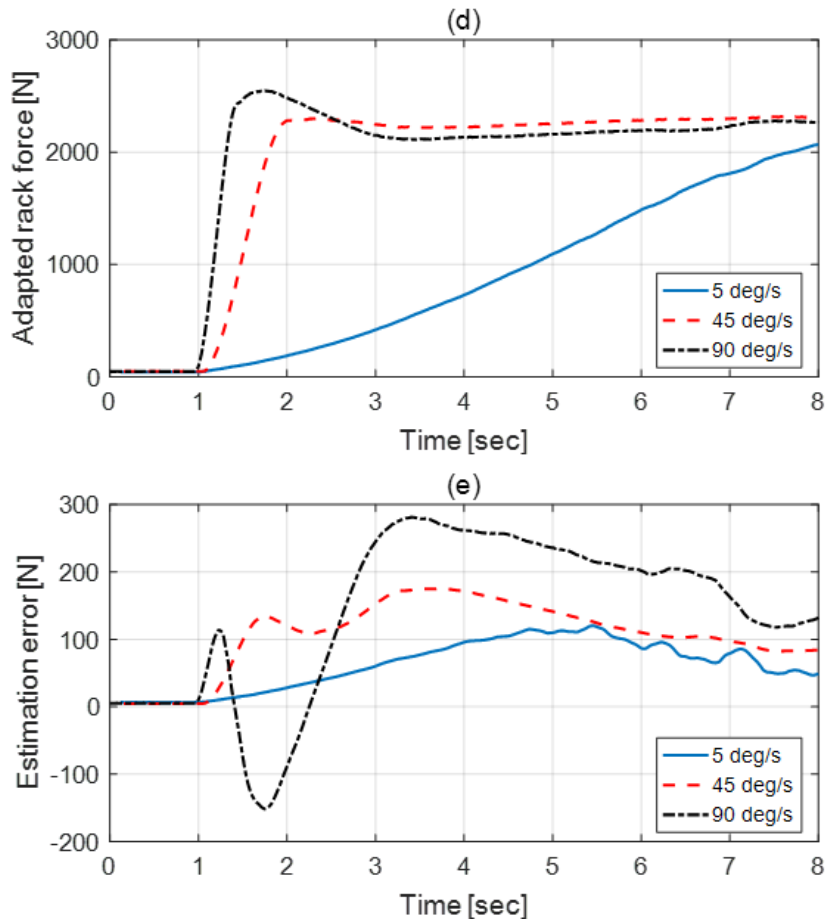 (d)
Adapted rack force [N]
3000
2000
1000
0
5 deg/s
45 deg/s
90 deg/s
0 1 2 3 4 5 6 7 8
Time [sec]
(e)
Estimation error [N]
300
200
100
0
-100
-200
5 deg/s
45 deg/s
90 deg/s
0 1 2 3 4 5 6 7 8
Time [sec]